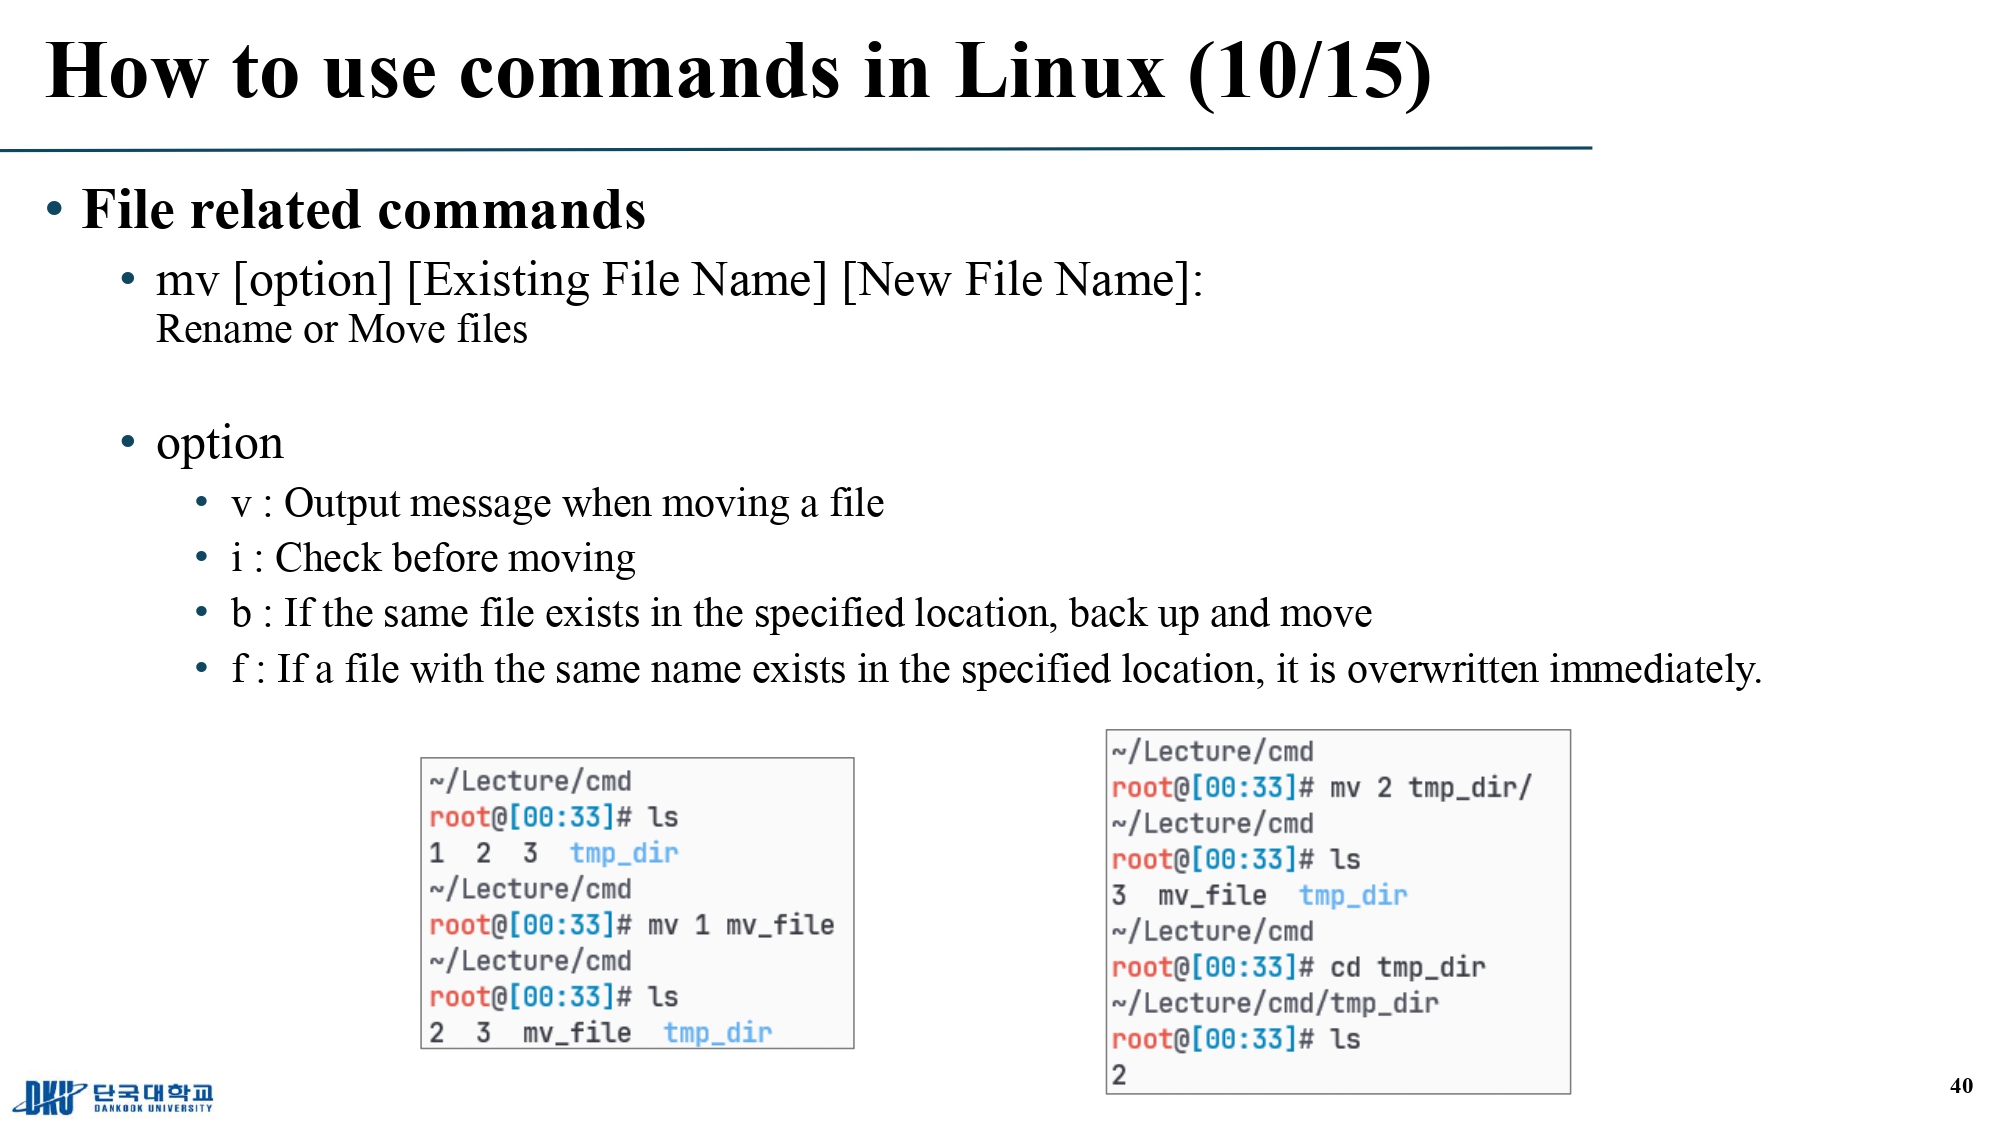 How to use commands in Linux (10/15)
• File related commands
• mv [option] [Existing File Name] [New File Name]:
Rename or Move files
• option
• v : Output message when moving a file
• i : Check before moving
• b : If the same file exists in the specified location, back up and move
• f : If a file with the same name exists in the specified location, it is overwritten immediately.
~/Lecture/cmd
root@[00:33]# ls
1  2  3  tmp_dir
~/Lecture/cmd
root@[00:33]# mv 1 mv_file
~/Lecture/cmd
root@[00:33]# ls
2  3  mv_file  tmp_dir
~/Lecture/cmd
root@[00:33]# mv 2 tmp_dir/
~/Lecture/cmd
root@[00:33]# ls
3  mv_file  tmp_dir
~/Lecture/cmd
root@[00:33]# cd tmp_dir
~/Lecture/cmd/tmp_dir
root@[00:33]# ls
2
DKU 단국대학교
DANKOOK UNIVERSITY
40